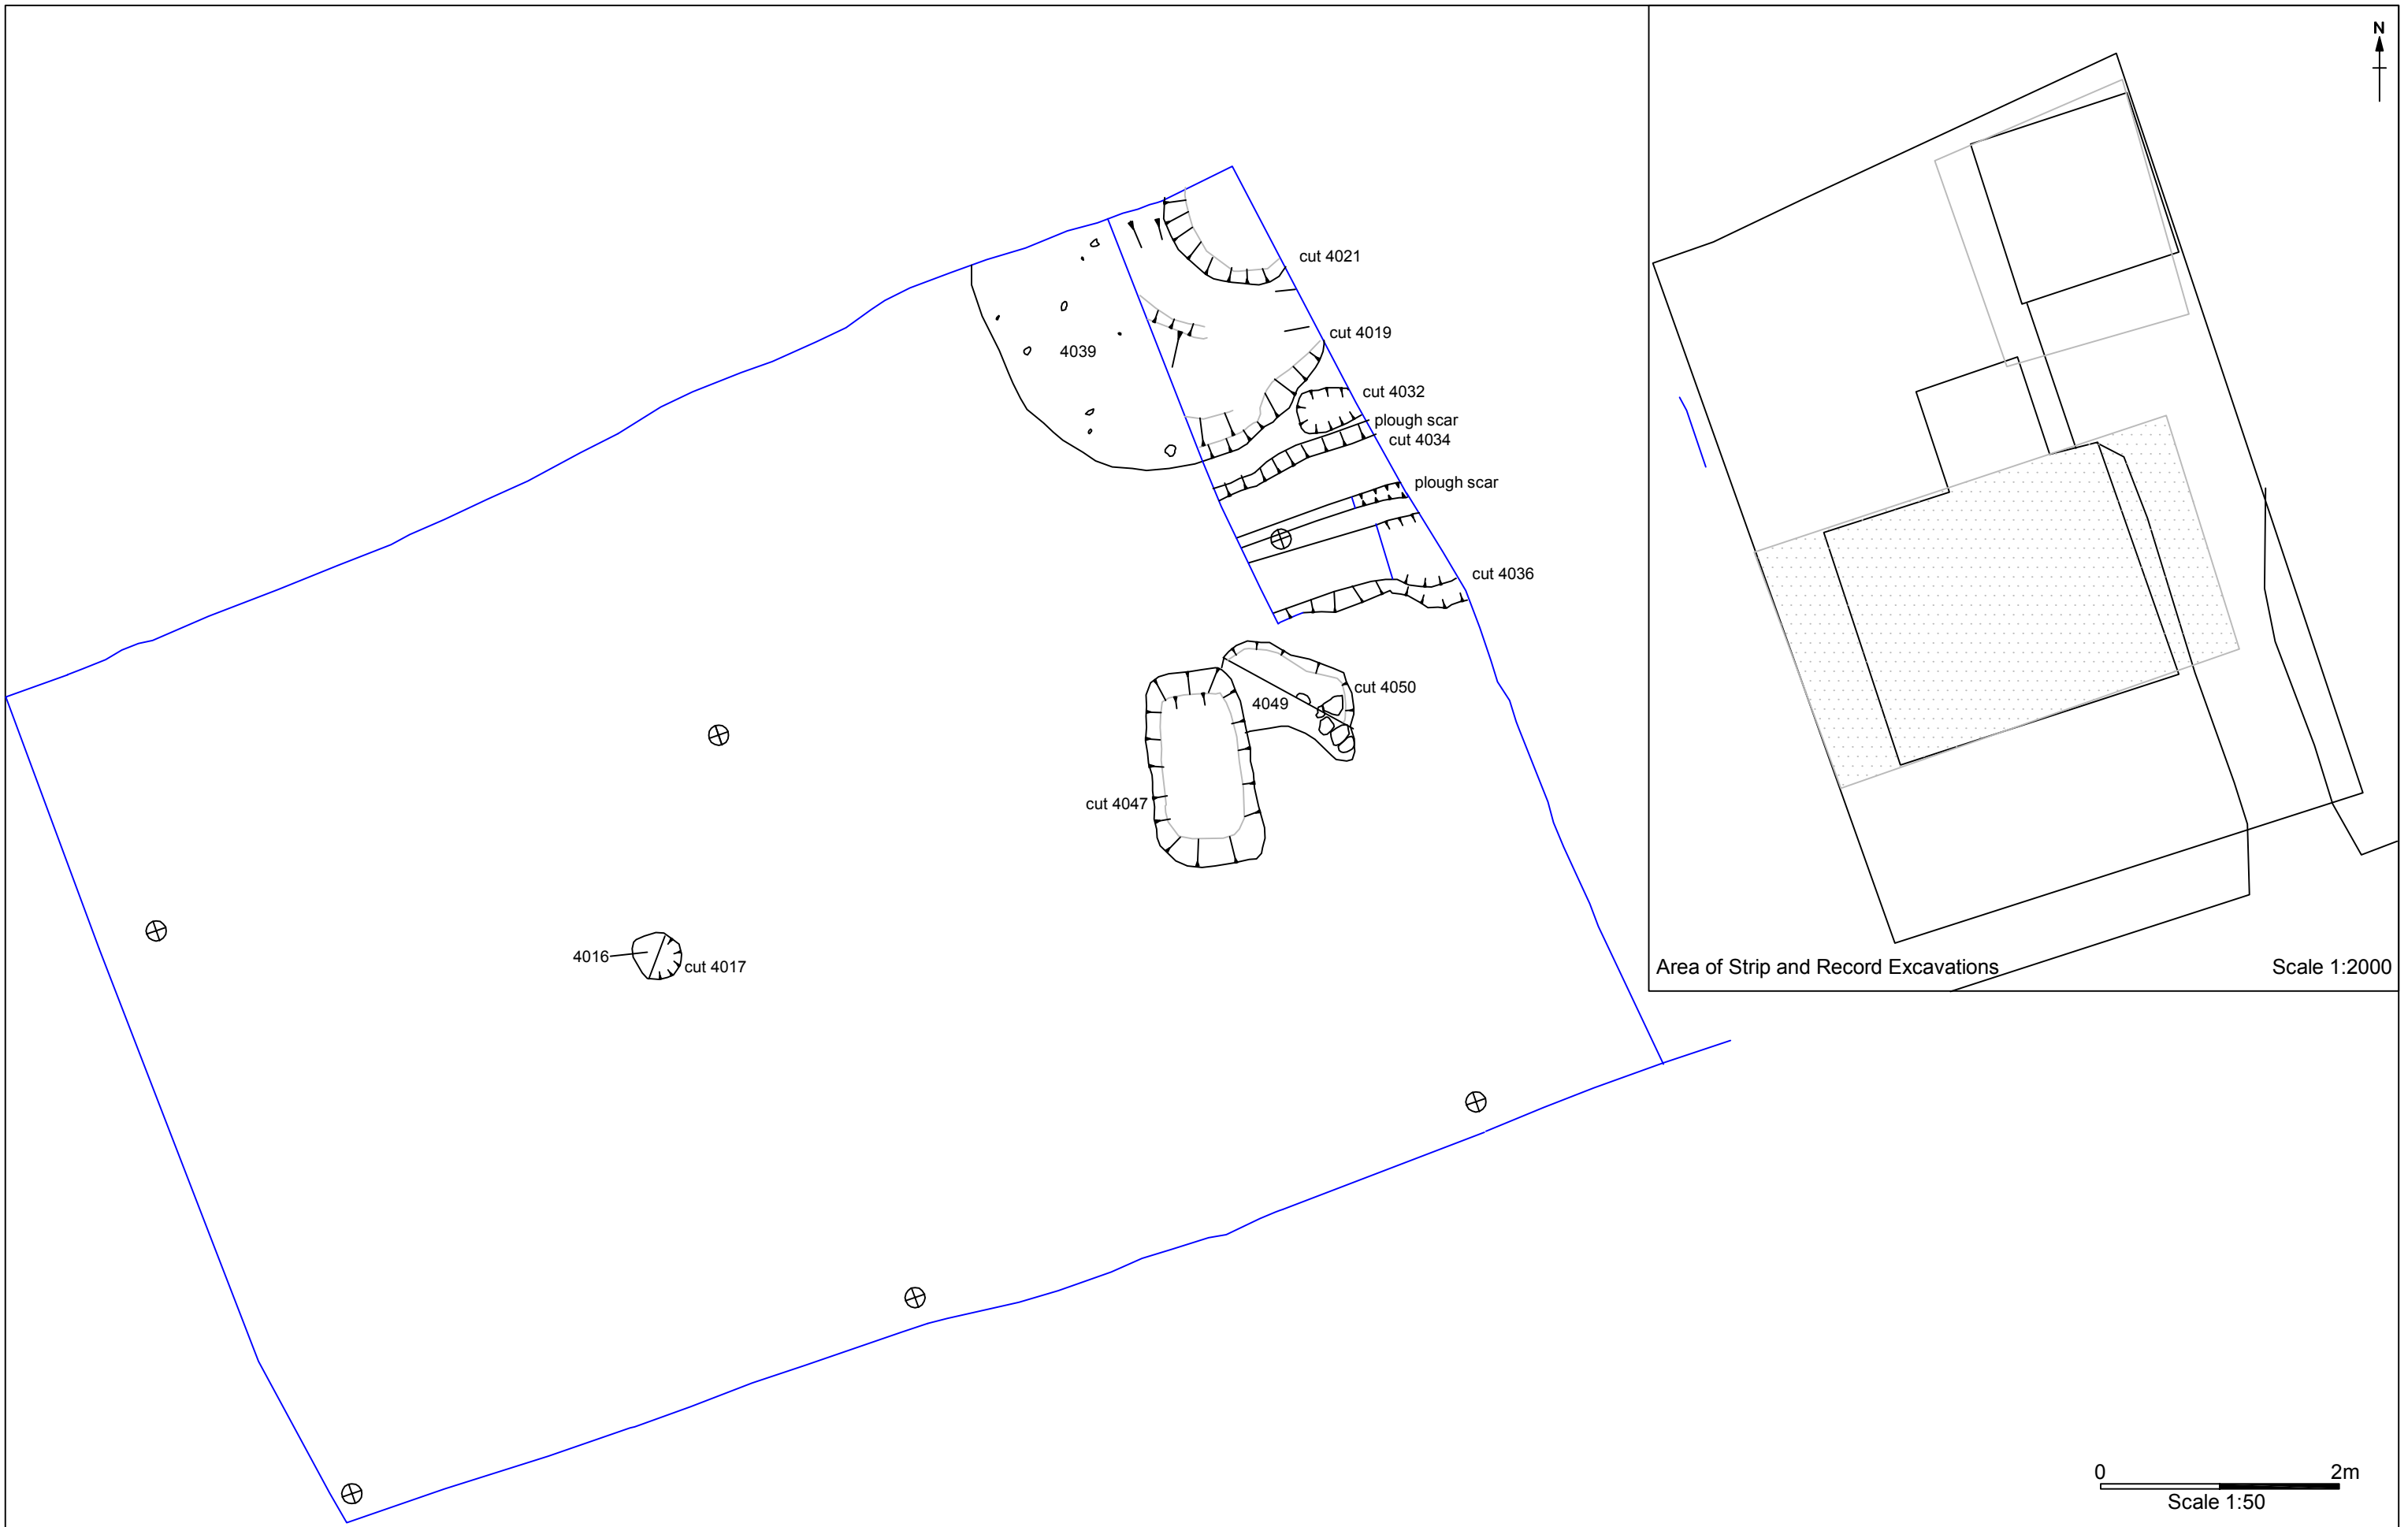 N
cut 4021
cut 4019
4039
cut 4032
plough scar
cut 4034
plough scar
cut 4036
cut 4050
4049
cut 4047
4016
cut 4017
Area of Strip and Record Excavations
Scale 1:2000
0 2m
Scale 1:50